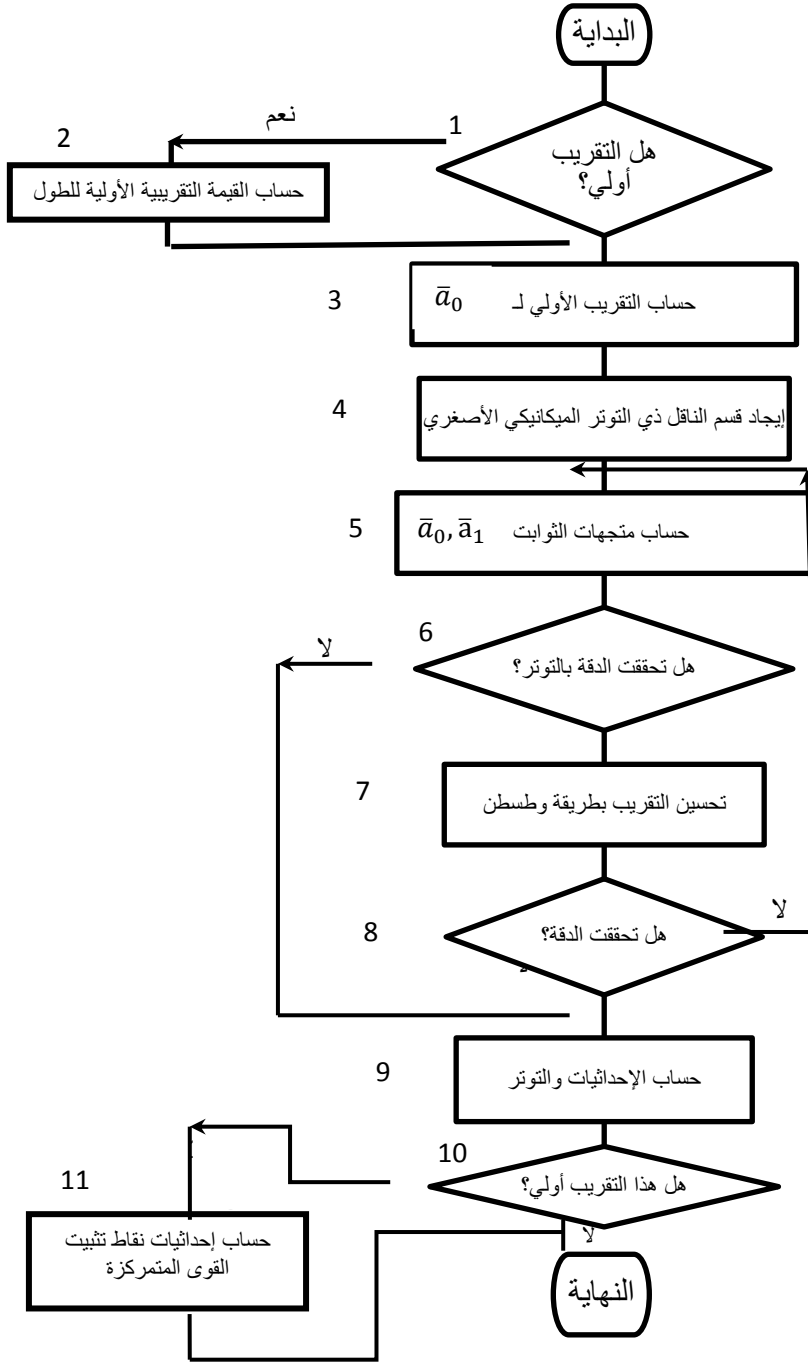 البداية
1
نعم
2
هل التقريب
أولي؟
حساب القيمة التقريبية الأولية للطول
3
حساب التقريب الأولي لـ a̅₀
4
إيجاد قسم الناقل ذي التوتر الميكانيكي الأصغري
5
حساب متجهات الثوابت a̅₀, a̅₁
6
لا
هل تحققت الدقة بالتوتر؟
7
تحسين التقريب بطريقة وطسطن
لا
8
هل تحققت الدقة؟
9
حساب الإحداثيات والتوتر
10
هل هذا التقريب أولي؟
11
لا
حساب إحداثيات نقاط تثبيت
القوى المتمركزة
النهاية